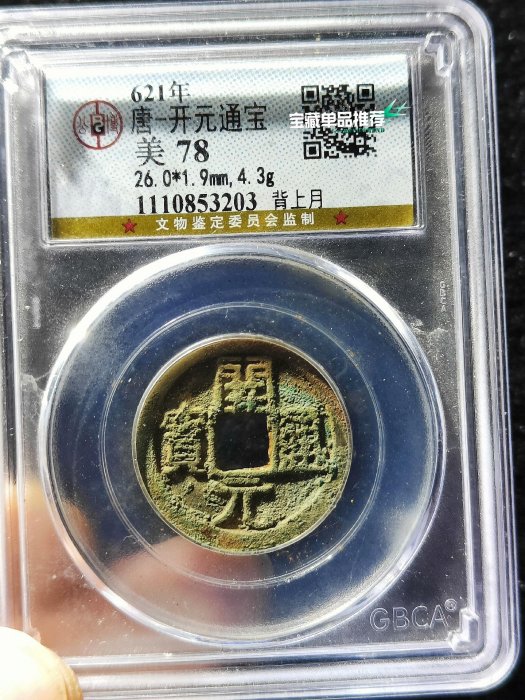 621年
唐-开元通宝
美 78
26.0*1.9mm,4.3g
1110853203 背上月
文物鉴定委员会监制
G
宝藏单品推荐
開
元
通
寳
GBCA®